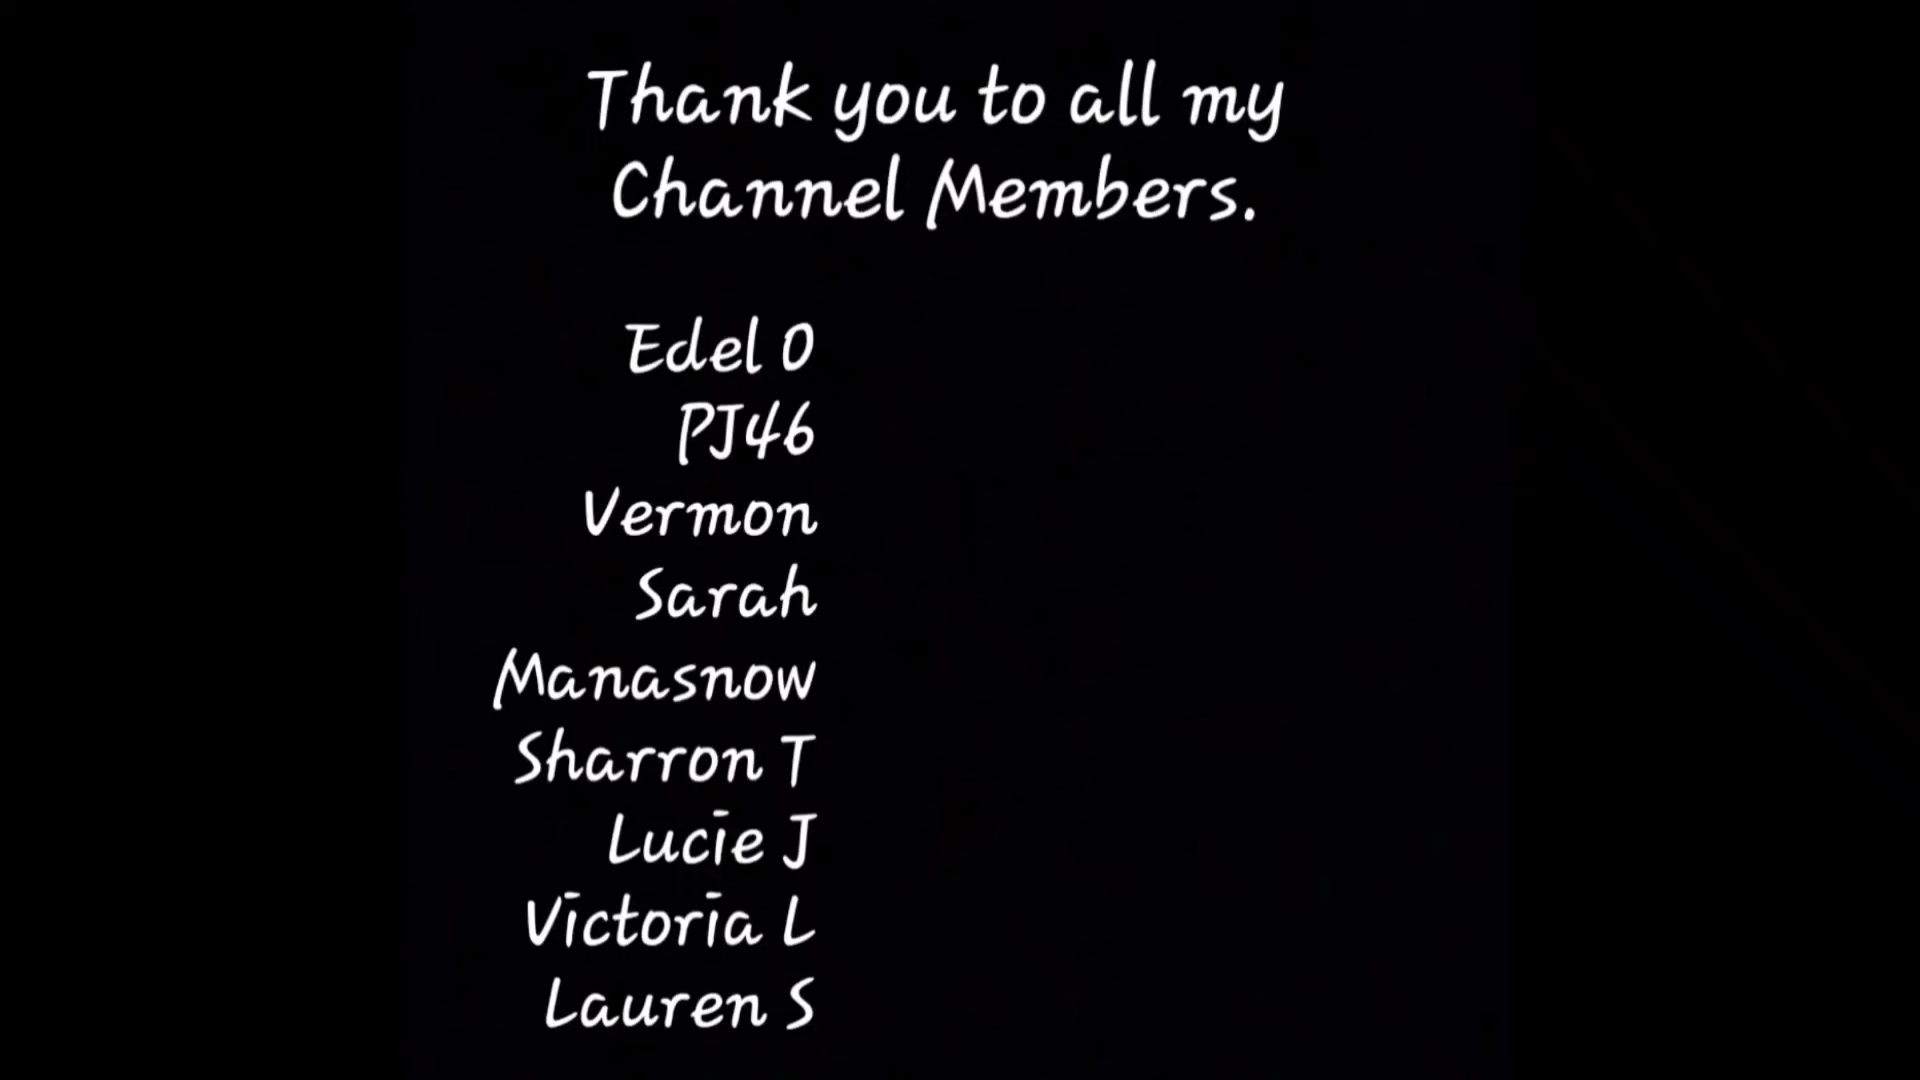 Thank you to all my
Channel Members.
Edel O
PJ46
Vermon
Sarah
Manasnow
Sharron T
Lucie J
Victoria L
Lauren S